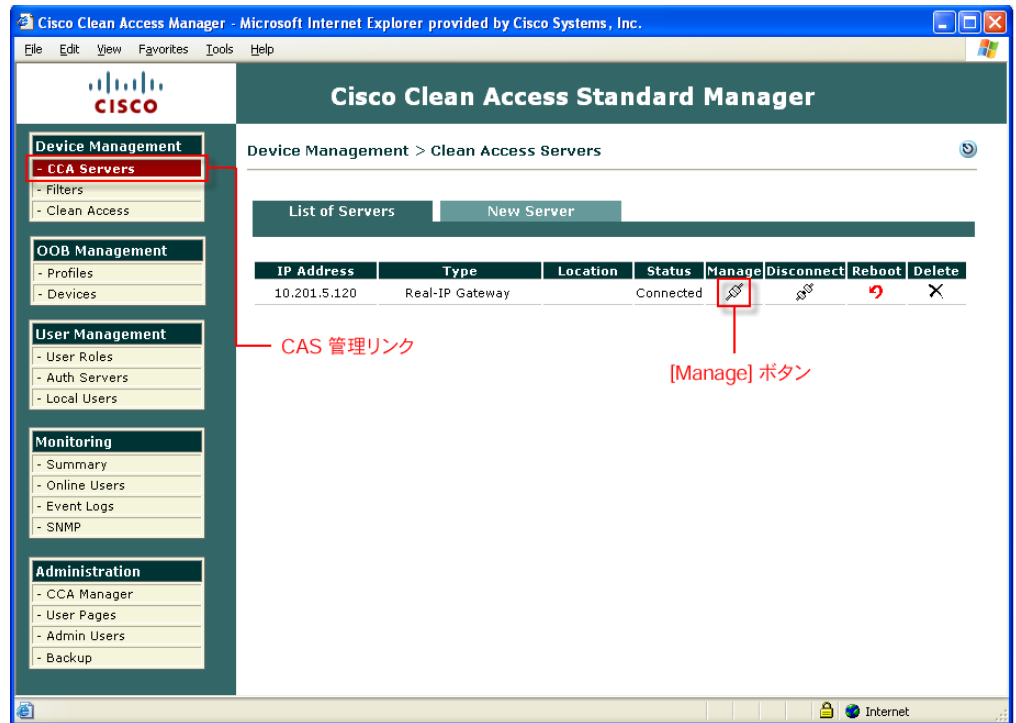 Cisco Clean Access Manager - Microsoft Internet Explorer provided by Cisco Systems, Inc.
File Edit View Favorites Tools Help
CISCO
Cisco Clean Access Standard Manager
Device Management
- CCA Servers
- Filters
- Clean Access
OOB Management
- Profiles
- Devices
User Management
- User Roles
- Auth Servers
- Local Users
Monitoring
- Summary
- Online Users
- Event Logs
- SNMP
Administration
- CCA Manager
- User Pages
- Admin Users
- Backup
Device Management > Clean Access Servers
List of Servers New Server
IP Address Type Location Status Manage Disconnect Reboot Delete
10.201.5.120 Real-IP Gateway Connected
CAS 管理リンク
[Manage] ボタン
Internet